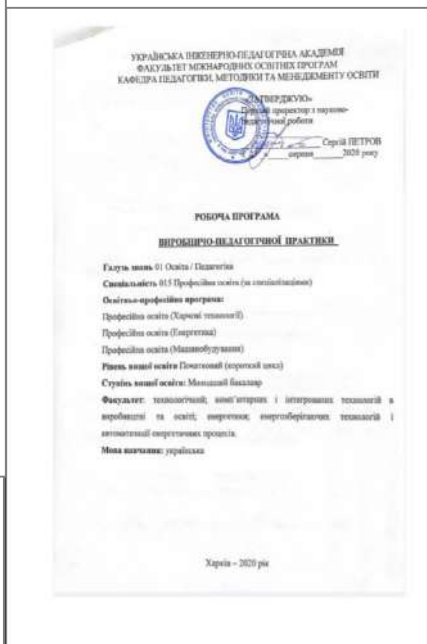 УКРАЇНСЬКА ІНЖЕНЕРНО-ПЕДАГОГІЧНА АКАДЕМІЯ
ФАКУЛЬТЕТ МІЖНАРОДНИХ ОСВІТНІХ ПРОГРАМ
КАФЕДРА ПЕДАГОГІКИ, МЕТОДИКИ ТА МЕНЕДЖМЕНТУ ОСВІТИ
«ЗАТВЕРДЖУЮ»
проректор з науково-
педагогічної роботи
Сергій ПЕТРОВ
серпня 2020 року
РОБОЧА ПРОГРАМА
ВИРОБНИЧО-ПЕДАГОГІЧНОЇ ПРАКТИКИ
Галузь знань 01 Освіта / Педагогіка
Спеціальність 015 Професійна освіта (за спеціалізаціями)
Освітньо-професійна програма:
Професійна освіта (Харчові технології)
Професійна освіта (Енергетика)
Професійна освіта (Машинобудування)
Рівень вищої освіти Початковий (короткий цикл)
Ступінь вищої освіти: Молодший бакалавр
Факультет: технологічний; комп'ютерних і інтегрованих технологій в
виробництві та освіті; енергетики; енергозберігаючих технологій і
автоматизації енергетичних процесів.
Мова навчання: українська
Харків – 2020 рік